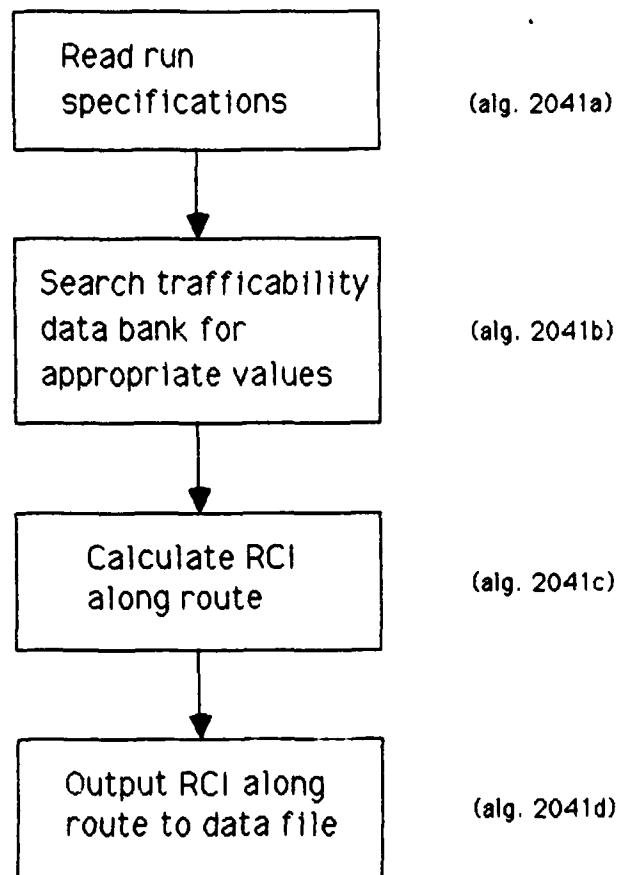 Read run
specifications
(alg. 2041a)
Search trafficability
data bank for
appropriate values
(alg. 2041b)
Calculate RCI
along route
(alg. 2041c)
Output RCI along
route to data file
(alg. 2041d)